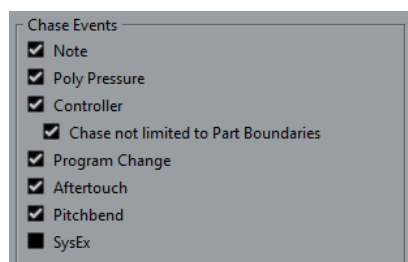 Chase Events
Note
Poly Pressure
Controller
Chase not limited to Part Boundaries
Program Change
Aftertouch
Pitchbend
SysEx